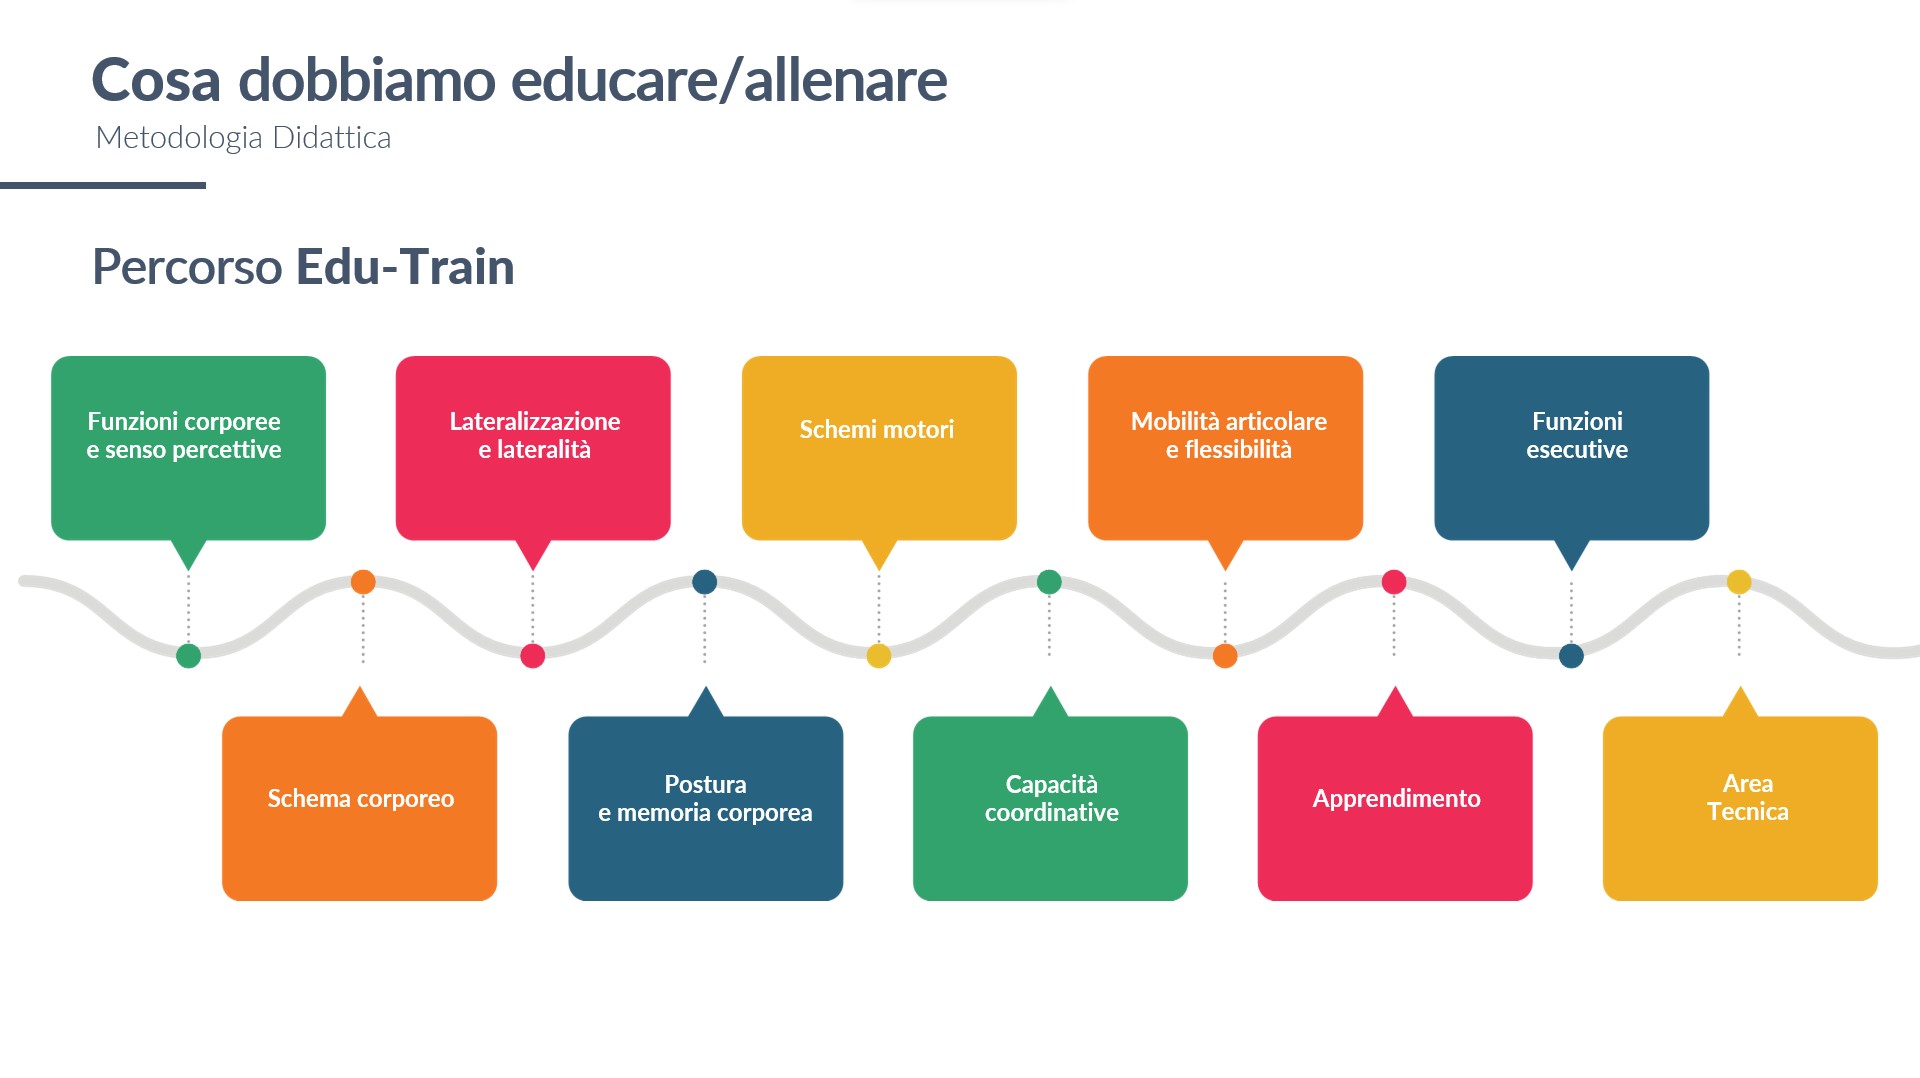 Cosa dobbiamo educare/allenare
Metodologia Didattica
Percorso Edu-Train
Funzioni corporee
e senso percettive
Lateralizzazione
e lateralità
Schemi motori
Mobilità articolare
e flessibilità
Funzioni
esecutive
Schema corporeo
Postura
e memoria corporea
Capacità
coordinative
Apprendimento
Area
Tecnica